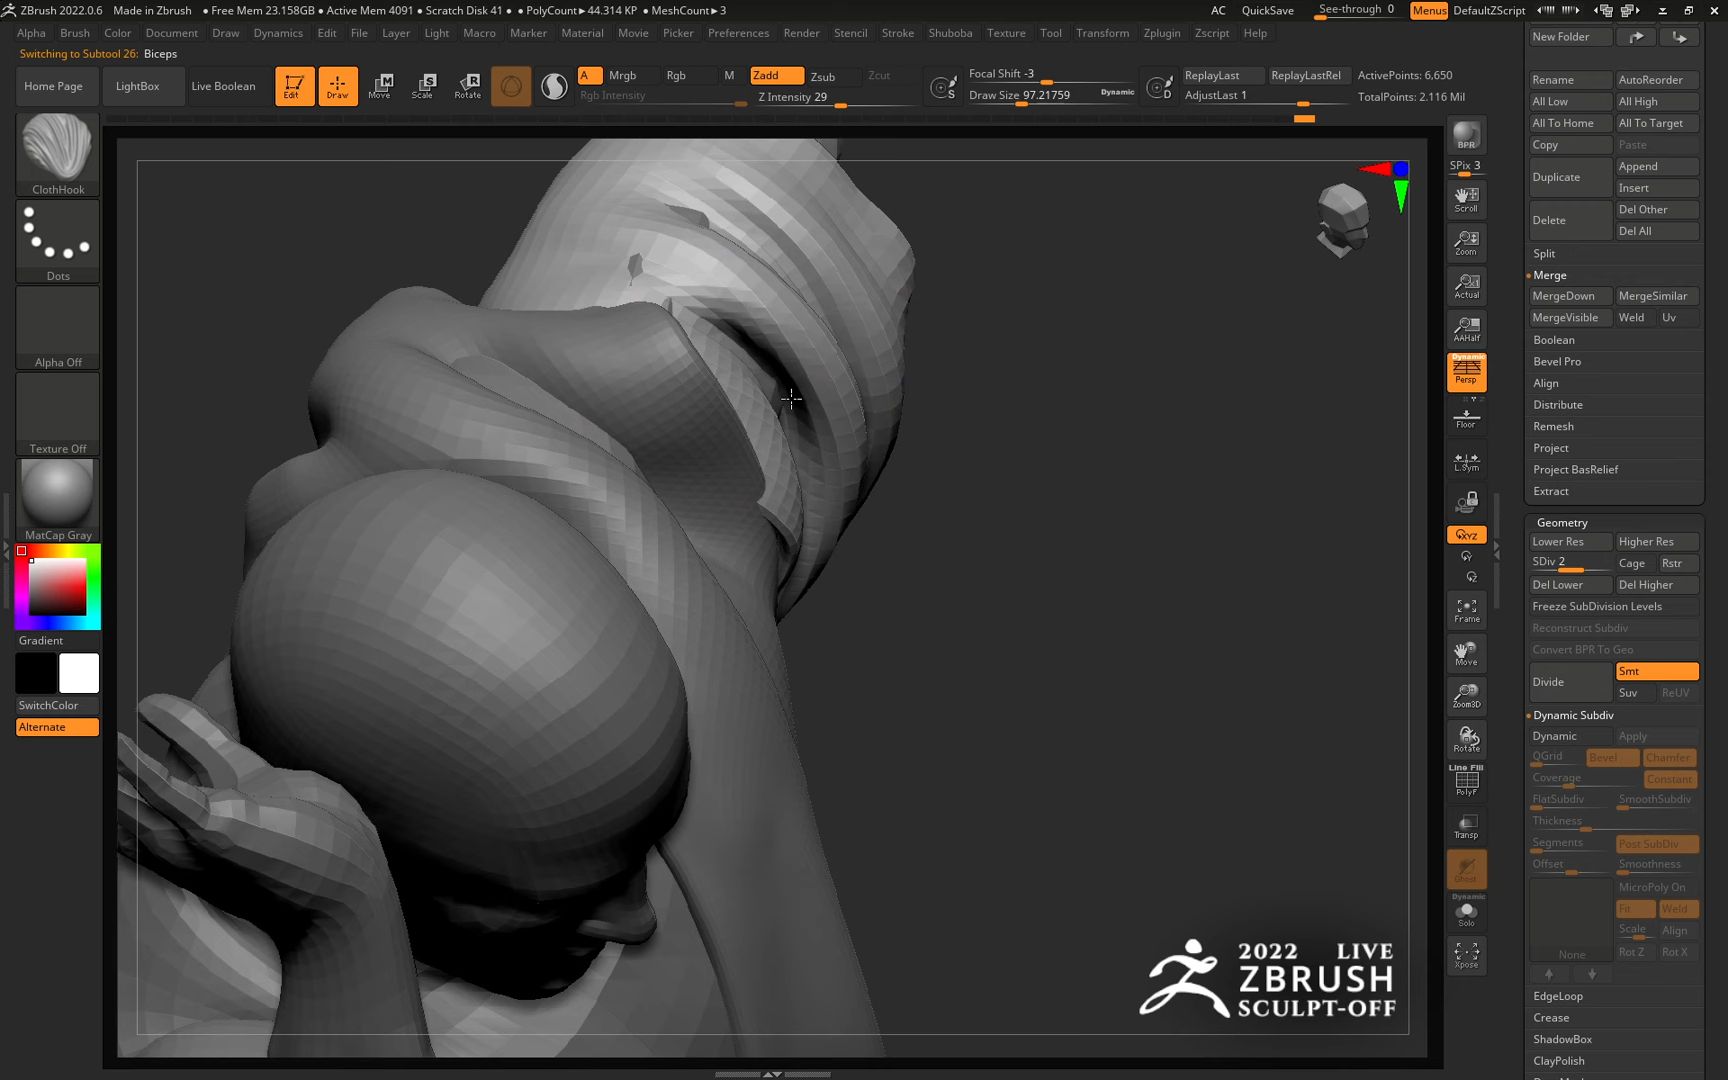 ZBrush 2022.0.6 Made in Zbrush • Free Mem 23.158GB • Active Mem 4091 • Scratch Disk 41 • • PolyCount► 44.314 KP • MeshCount► 3 AC QuickSave See-through 0 Menus DefaultZScript
Alpha Brush Color Document Draw Dynamics Edit File Layer Light Macro Marker Material Movie Picker Preferences Render Stencil Stroke Shuboba Texture Tool Transform Zplugin Zscript Help
Switching to Subtool 26: Biceps
Home Page LightBox Live Boolean Edit Draw Move Scale Rotate
A Mrgb Rgb M Zadd Zsub Zcut
Rgb Intensity Z Intensity 29
S Focal Shift -3
Draw Size 97.21759 Dynamic
D ReplayLast ReplayLastRel
AdjustLast 1
ActivePoints: 6,650
TotalPoints: 2.116 Mil
ClothHook
Dots
Alpha Off
Texture Off
MatCap Gray
Gradient
SwitchColor
Alternate
BPR
SPix 3
Scroll
Zoom
Actual
AAHalf
Dynamic
Persp
Floor
L.Sym
XYZ
Frame
Move
Zoom3D
Rotate
Line Fill
PolyF
Transp
Ghost
Dynamic
Solo
Xpose
New Folder
Rename AutoReorder
All Low All High
All To Home All To Target
Copy Paste
Duplicate Append
Insert
Delete Del Other
Del All
Split
Merge
MergeDown MergeSimilar
MergeVisible Weld Uv
Boolean
Bevel Pro
Align
Distribute
Remesh
Project
Project BasRelief
Extract
Geometry
Lower Res Higher Res
SDiv 2 Cage Rstr
Del Lower Del Higher
Freeze SubDivision Levels
Reconstruct Subdiv
Convert BPR To Geo
Divide Smt
Suv ReUV
Dynamic Subdiv
Dynamic Apply
QGrid Bevel Chamfer
Coverage Constant
FlatSubdiv SmoothSubdiv
Thickness
Segments Post SubDiv
Offset Smoothness
MicroPoly On
Fit Weld
Scale Align
None Rot Z Rot X
EdgeLoop
Crease
ShadowBox
ClayPolish
2022 LIVE
ZBRUSH
SCULPT-OFF